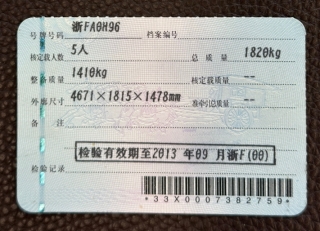 号牌号码 浙FA0H96 档案编号
核定载人数 5人 总质量 1820kg
整备质量 1410kg 核定载质量 --
外廓尺寸 4671×1815×1478mm 准牵引总质量 --
备注
检验有效期至2013年09月浙F(00)
检验记录
*33X0007382759*